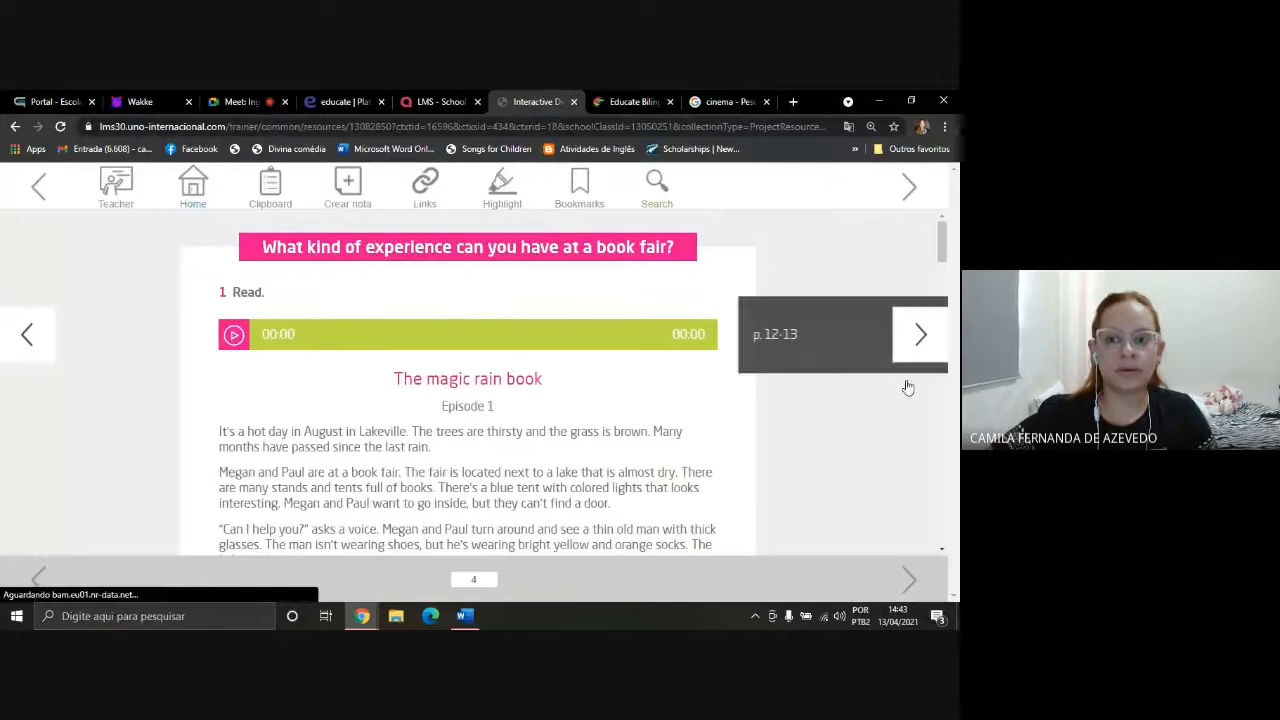 Portal - Escol
Wakke
Meet: Ing
educate | Plat
LMS - School
Interactive De
Educate Biling
cinema - Pesq
lms30.uno-internacional.com/trainer/common/resources/13082850?ctxtid=16596&ctxsid=434&ctxrid=18&schoolClassId=13050251&collectionType=ProjectResource...
Apps
Entrada (6.608) - ca...
Facebook
Divina comédia
Microsoft Word Onl...
Songs for Children
Atividades de Inglês
Scholarships | New...
»
Outros favoritos
Teacher
Home
Clipboard
Crear nota
Links
Highlight
Bookmarks
Search
What kind of experience can you have at a book fair?
1 Read.
00:00
00:00
p. 12-13
The magic rain book
Episode 1
It's a hot day in August in Lakeville. The trees are thirsty and the grass is brown. Many
months have passed since the last rain.
Megan and Paul are at a book fair. The fair is located next to a lake that is almost dry. There
are many stands and tents full of books. There's a blue tent with colored lights that looks
interesting. Megan and Paul want to go inside, but they can't find a door.
"Can I help you?" asks a voice. Megan and Paul turn around and see a thin old man with thick
glasses. The man isn't wearing shoes, but he's wearing bright yellow and orange socks. The
4
Aguardando bam.eu01.nr-data.net...
Digite aqui para pesquisar
POR
PTB2
14:43
13/04/2021
3
CAMILA FERNANDA DE AZEVEDO